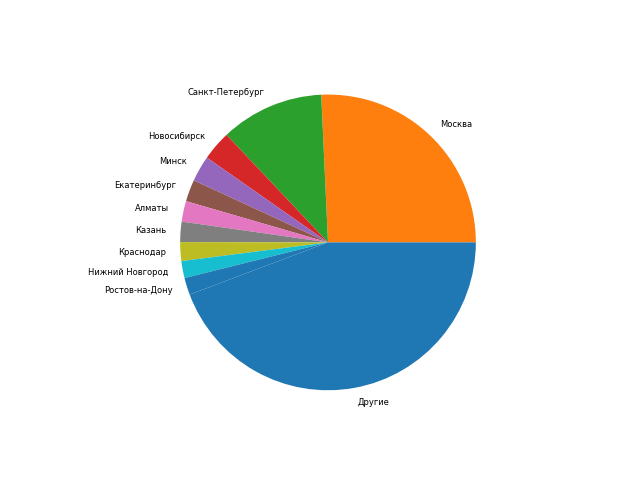 Санкт-Петербург
Москва
Новосибирск
Минск
Екатеринбург
Алматы
Казань
Краснодар
Нижний Новгород
Ростов-на-Дону
Другие